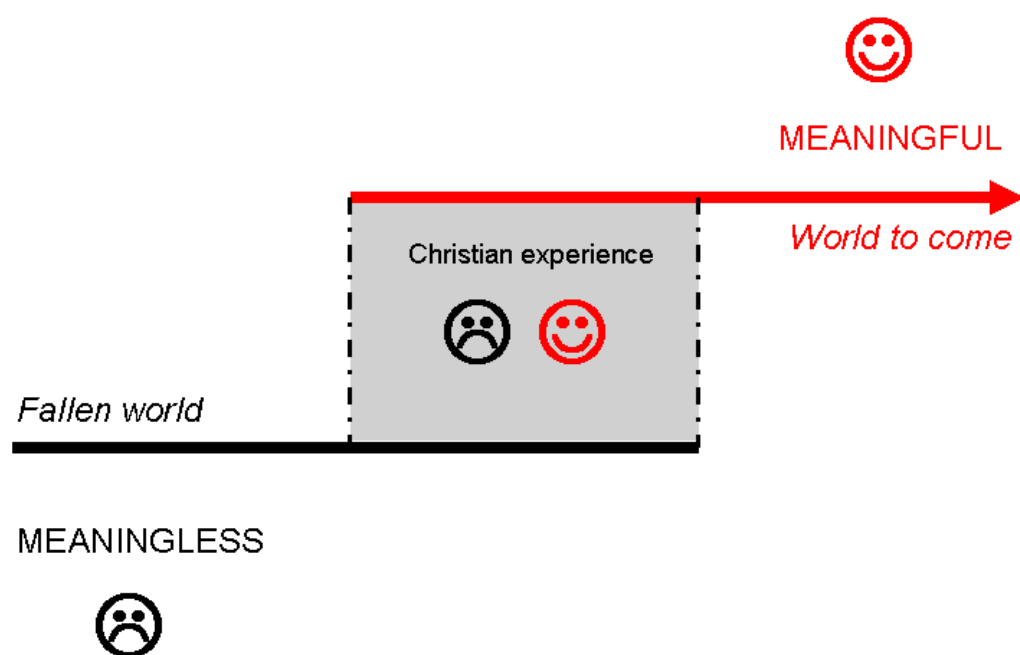 MEANINGFUL
World to come
Christian experience
Fallen world
MEANINGLESS